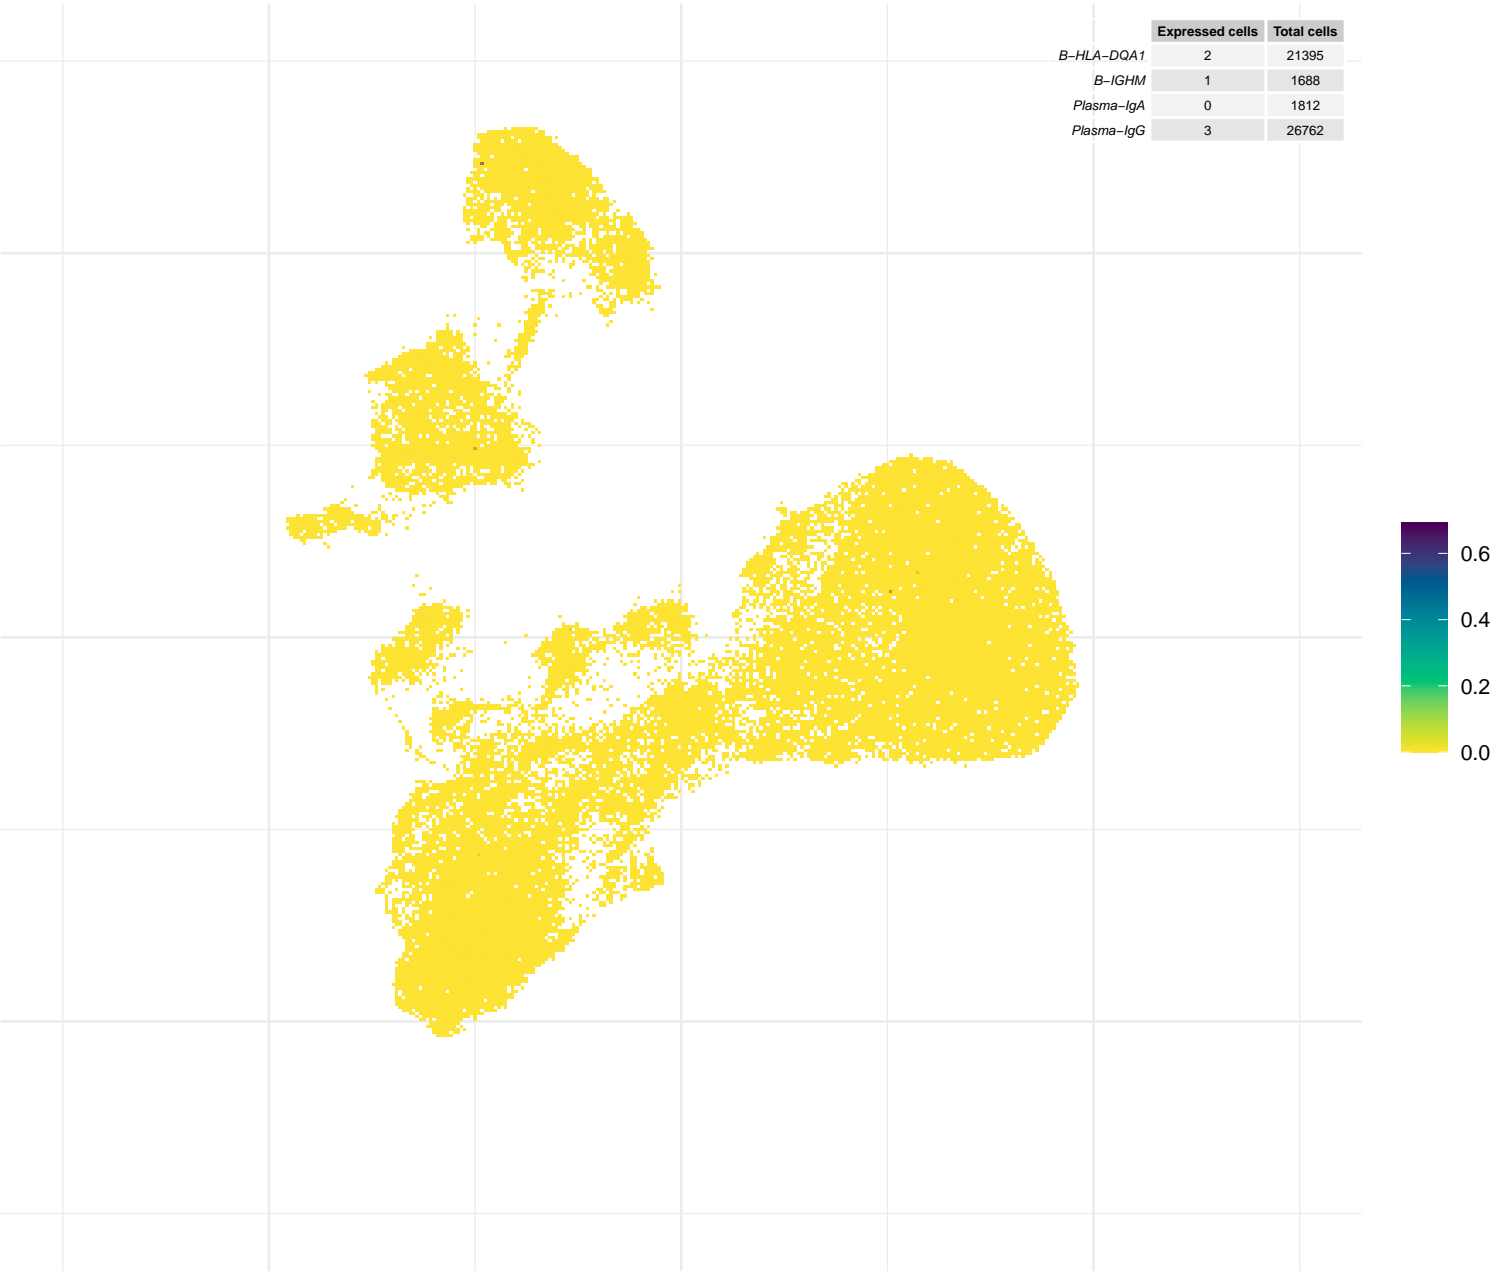 Expressed cells Total cells
B−HLA−DQA1 2 21395
B−IGHM 1 1688
Plasma−IgA 0 1812
Plasma−IgG 3 26762
0.6
0.4
0.2
0.0